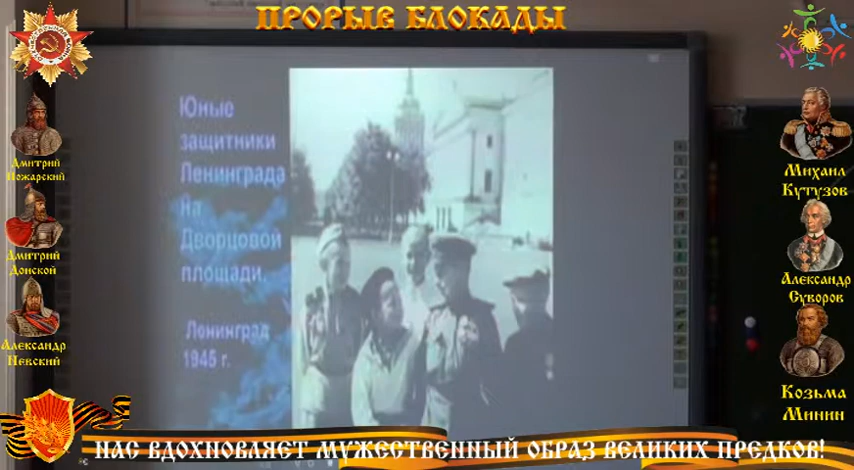 ПРОРЫВ БЛОКАДЫ
Юные
защитники
Ленинграда
на
Дворцовой
площади.
Ленинград
1945 г.
Дмитрий
Пожарский
Дмитрий
Донской
Александр
Невский
Михаил
Кутузов
Александр
Суворов
Козьма
Минин
НАС ВДОХНОВЛЯЕТ МУЖЕСТВЕННЫЙ ОБРАЗ ВЕЛИКИХ ПРЕДКОВ!